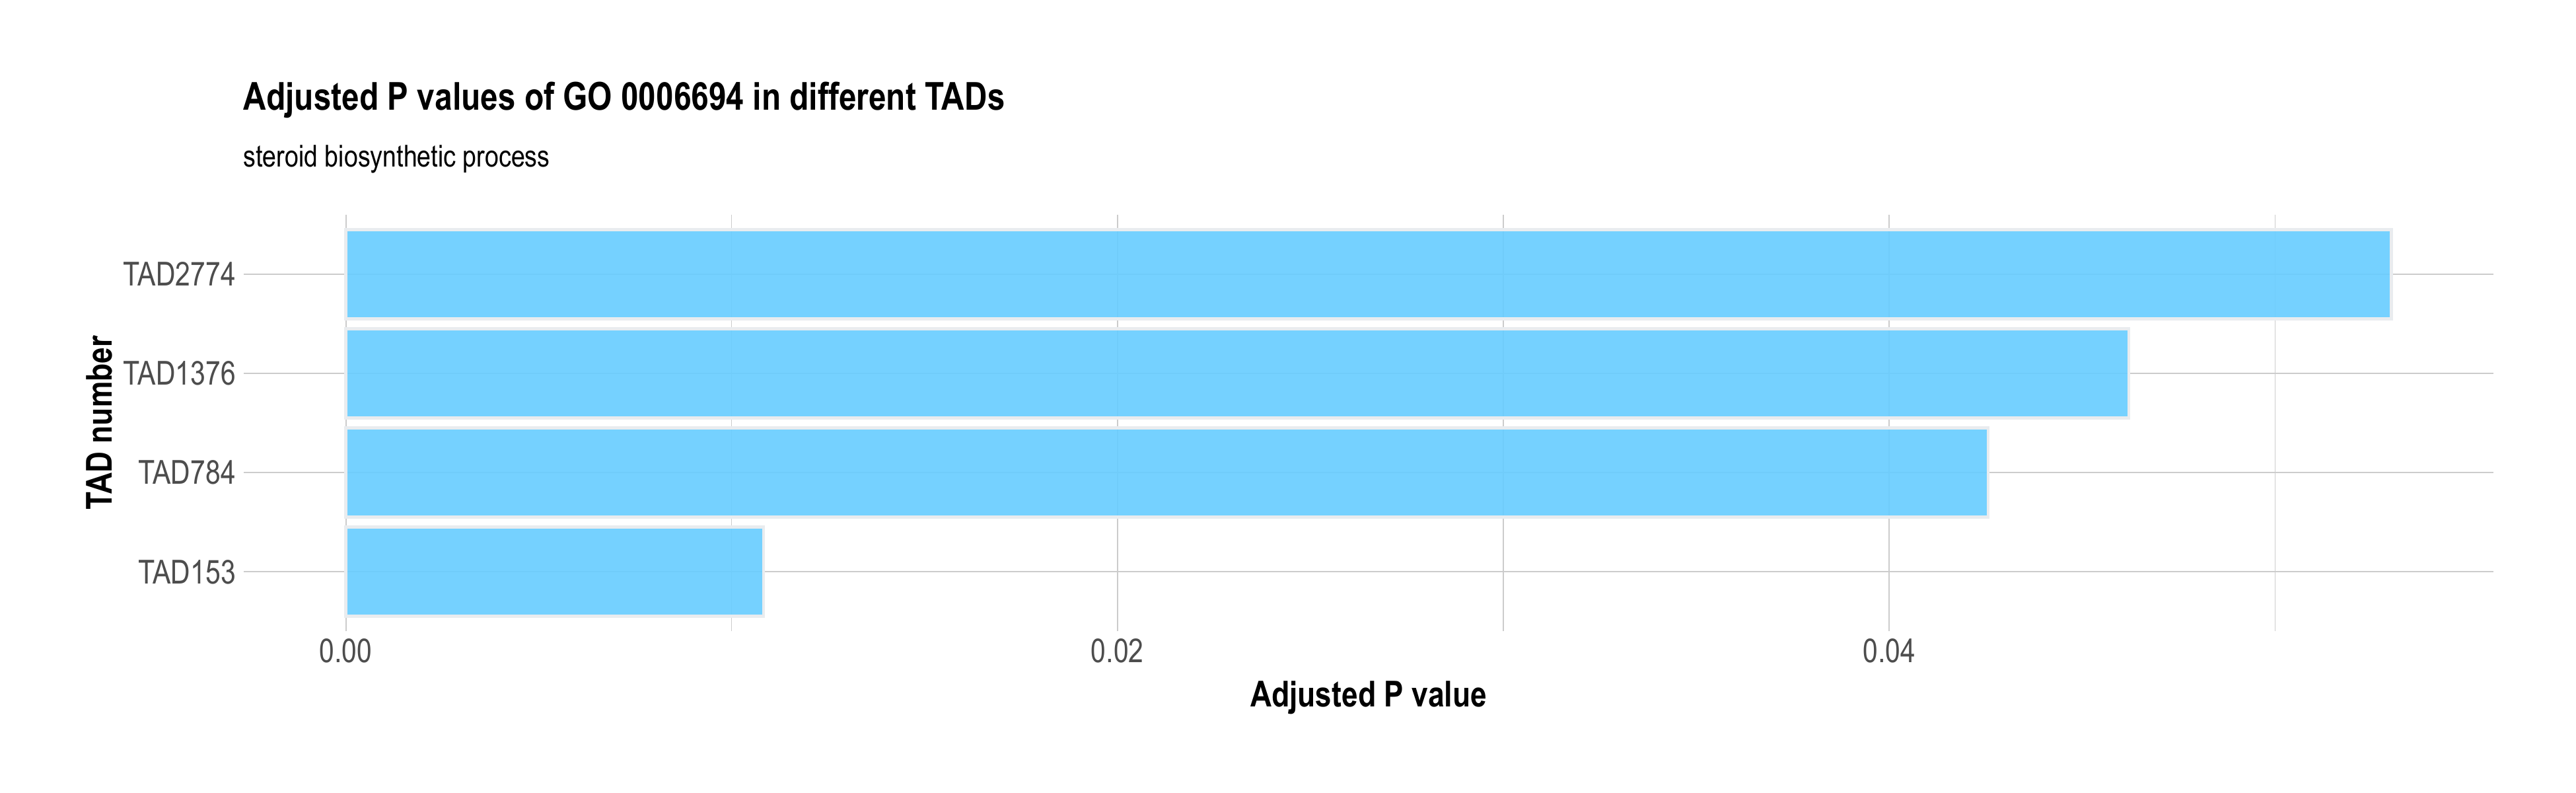 Adjusted P values of GO 0006694 in different TADs
steroid biosynthetic process
TAD number
TAD2774
TAD1376
TAD784
TAD153
0.00 0.02 0.04
Adjusted P value